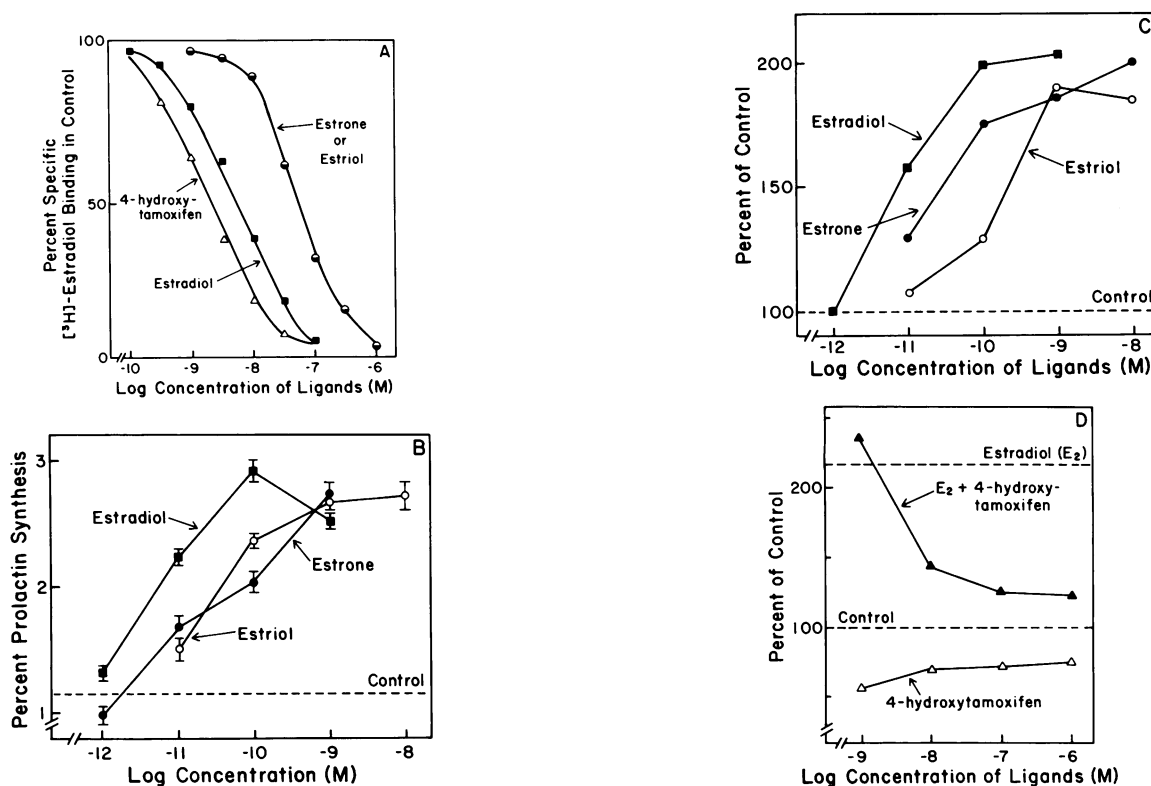 A
100
50
0
Percent Specific
[³H]-Estradiol Binding in Control
Estrone
or
Estriol
4-hydroxy-
tamoxifen
Estradiol
-10
-9
-8
-7
-6
Log Concentration of Ligands (M)
B
3
2
1
Percent Prolactin Synthesis
Estradiol
Estrone
Estriol
Control
-12
-11
-10
-9
-8
Log Concentration (M)
C
200
150
100
Percent of Control
Estradiol
Estriol
Estrone
Control
-12
-11
-10
-9
-8
Log Concentration of Ligands (M)
D
200
100
Percent of Control
Estradiol (E₂)
E₂ + 4-hydroxy-
tamoxifen
Control
4-hydroxytamoxifen
-9
-8
-7
-6
Log Concentration of Ligands (M)